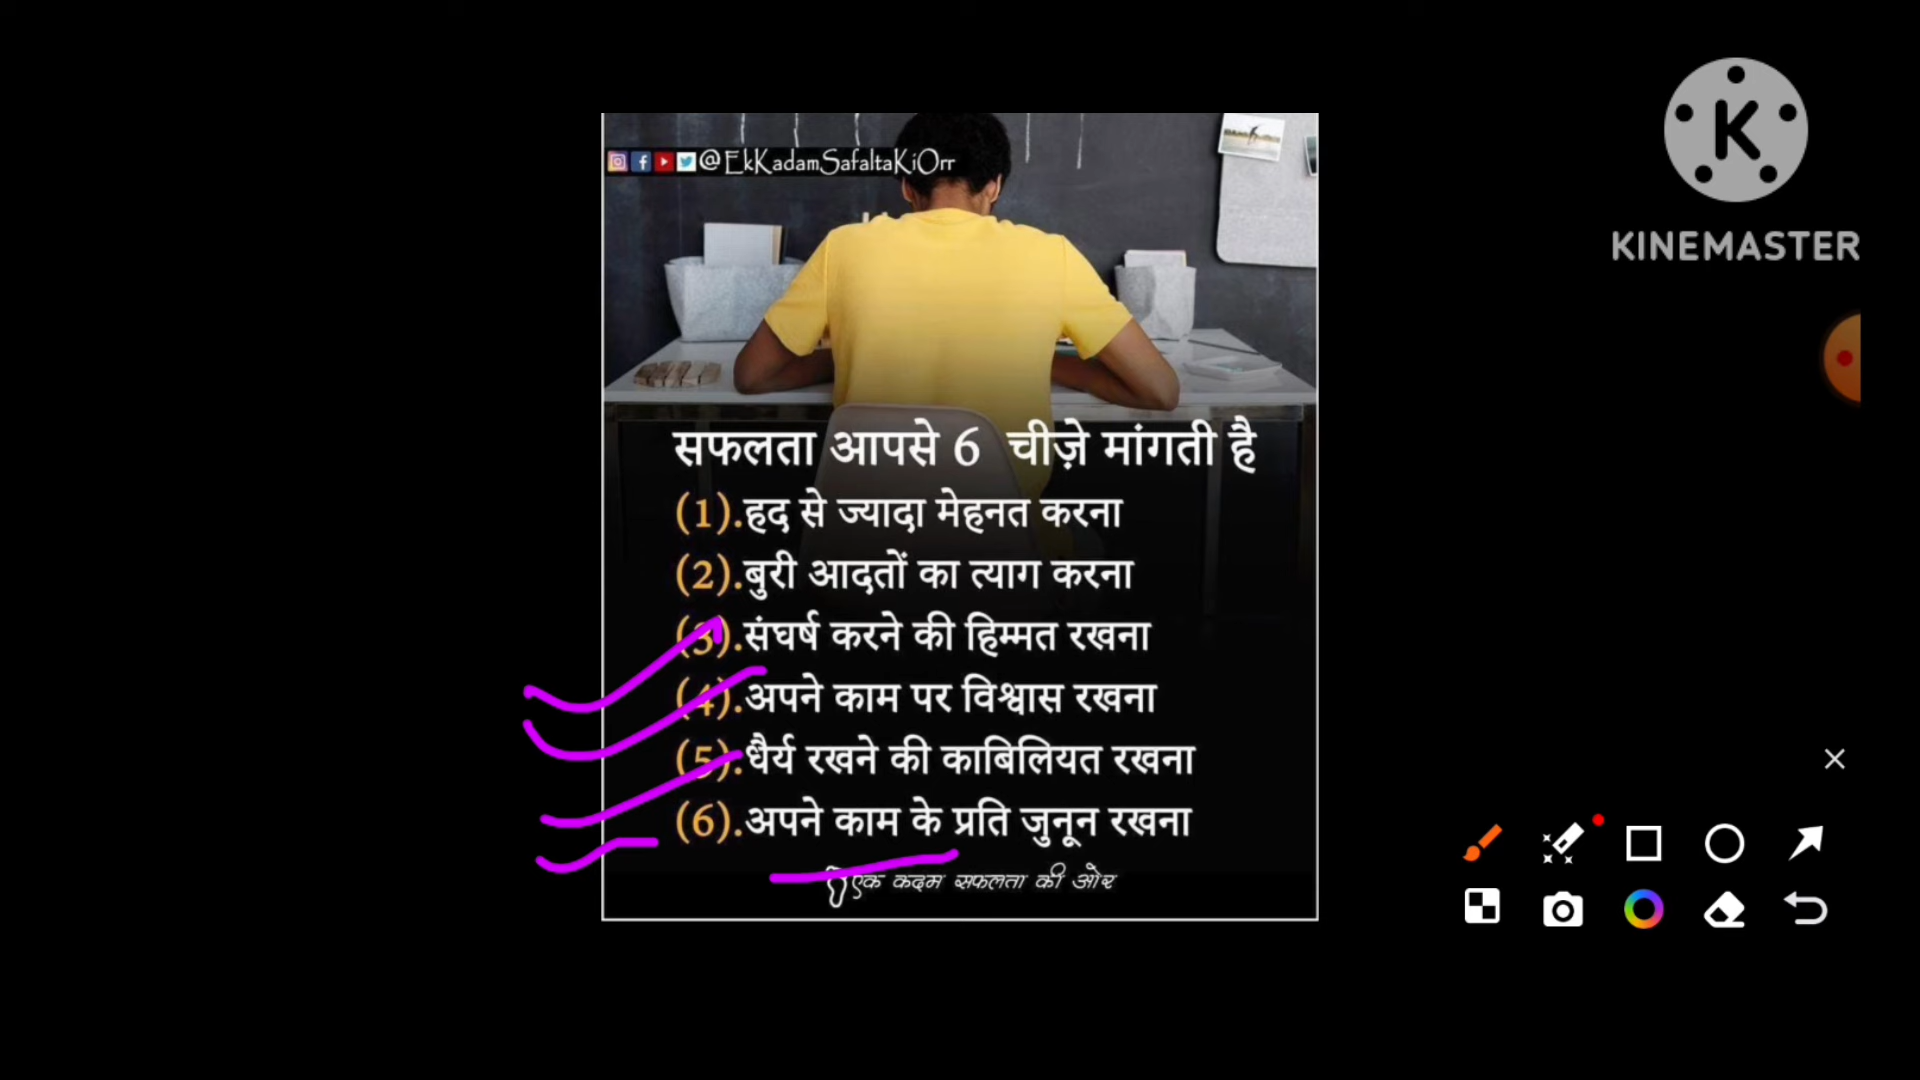 @EkKadamSafaltaKiOrr
KINEMASTER
सफलता आपसे 6 चीज़े मांगती है
(1).हद से ज्यादा मेहनत करना
(2).बुरी आदतों का त्याग करना
(3).संघर्ष करने की हिम्मत रखना
(4).अपने काम पर विश्वास रखना
(5).धैर्य रखने की काबिलियत रखना
(6).अपने काम के प्रति जुनून रखना
एक कदम सफलता की ओर